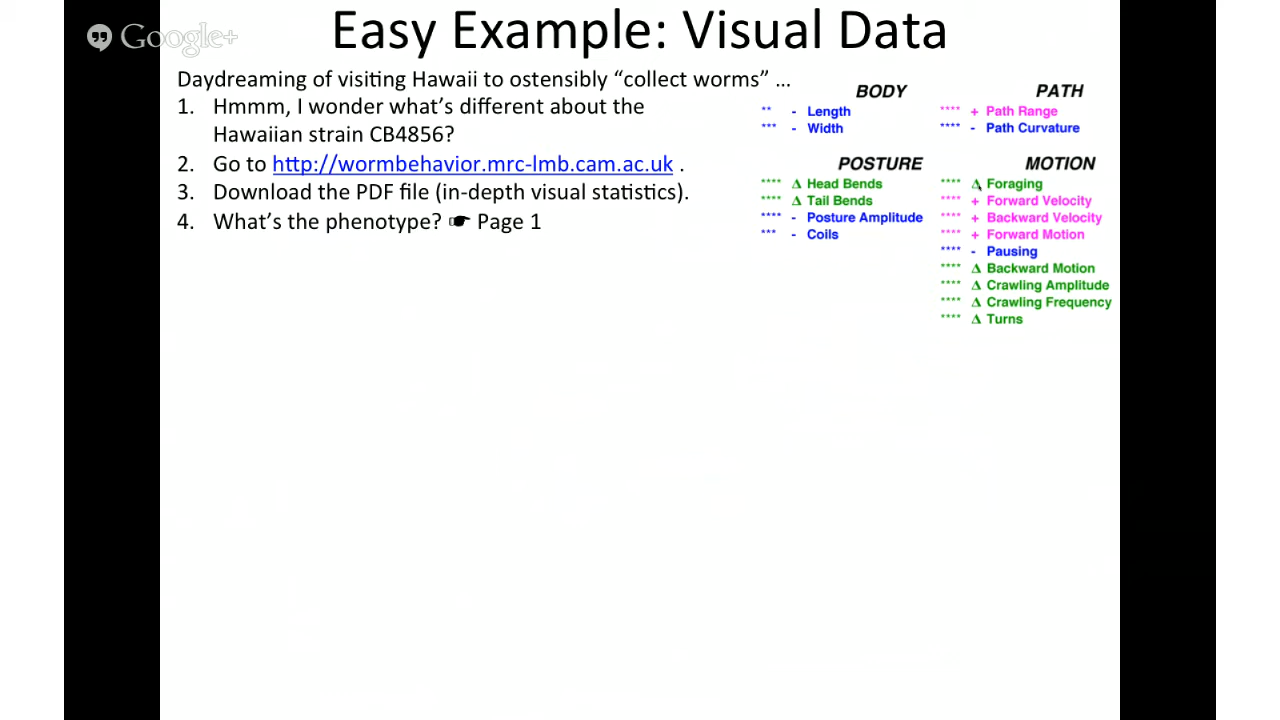 Google+
Easy Example: Visual Data
Daydreaming of visiting Hawaii to ostensibly “collect worms” …
1. Hmmm, I wonder what’s different about the
Hawaiian strain CB4856?
2. Go to http://wormbehavior.mrc-lmb.cam.ac.uk .
3. Download the PDF file (in-depth visual statistics).
4. What’s the phenotype? ☛ Page 1
BODY
** - Length
*** - Width
PATH
**** + Path Range
**** - Path Curvature
POSTURE
**** Δ Head Bends
**** Δ Tail Bends
**** - Posture Amplitude
*** - Coils
MOTION
**** Δ Foraging
**** + Forward Velocity
**** + Backward Velocity
**** + Forward Motion
**** - Pausing
**** Δ Backward Motion
**** Δ Crawling Amplitude
**** Δ Crawling Frequency
**** Δ Turns